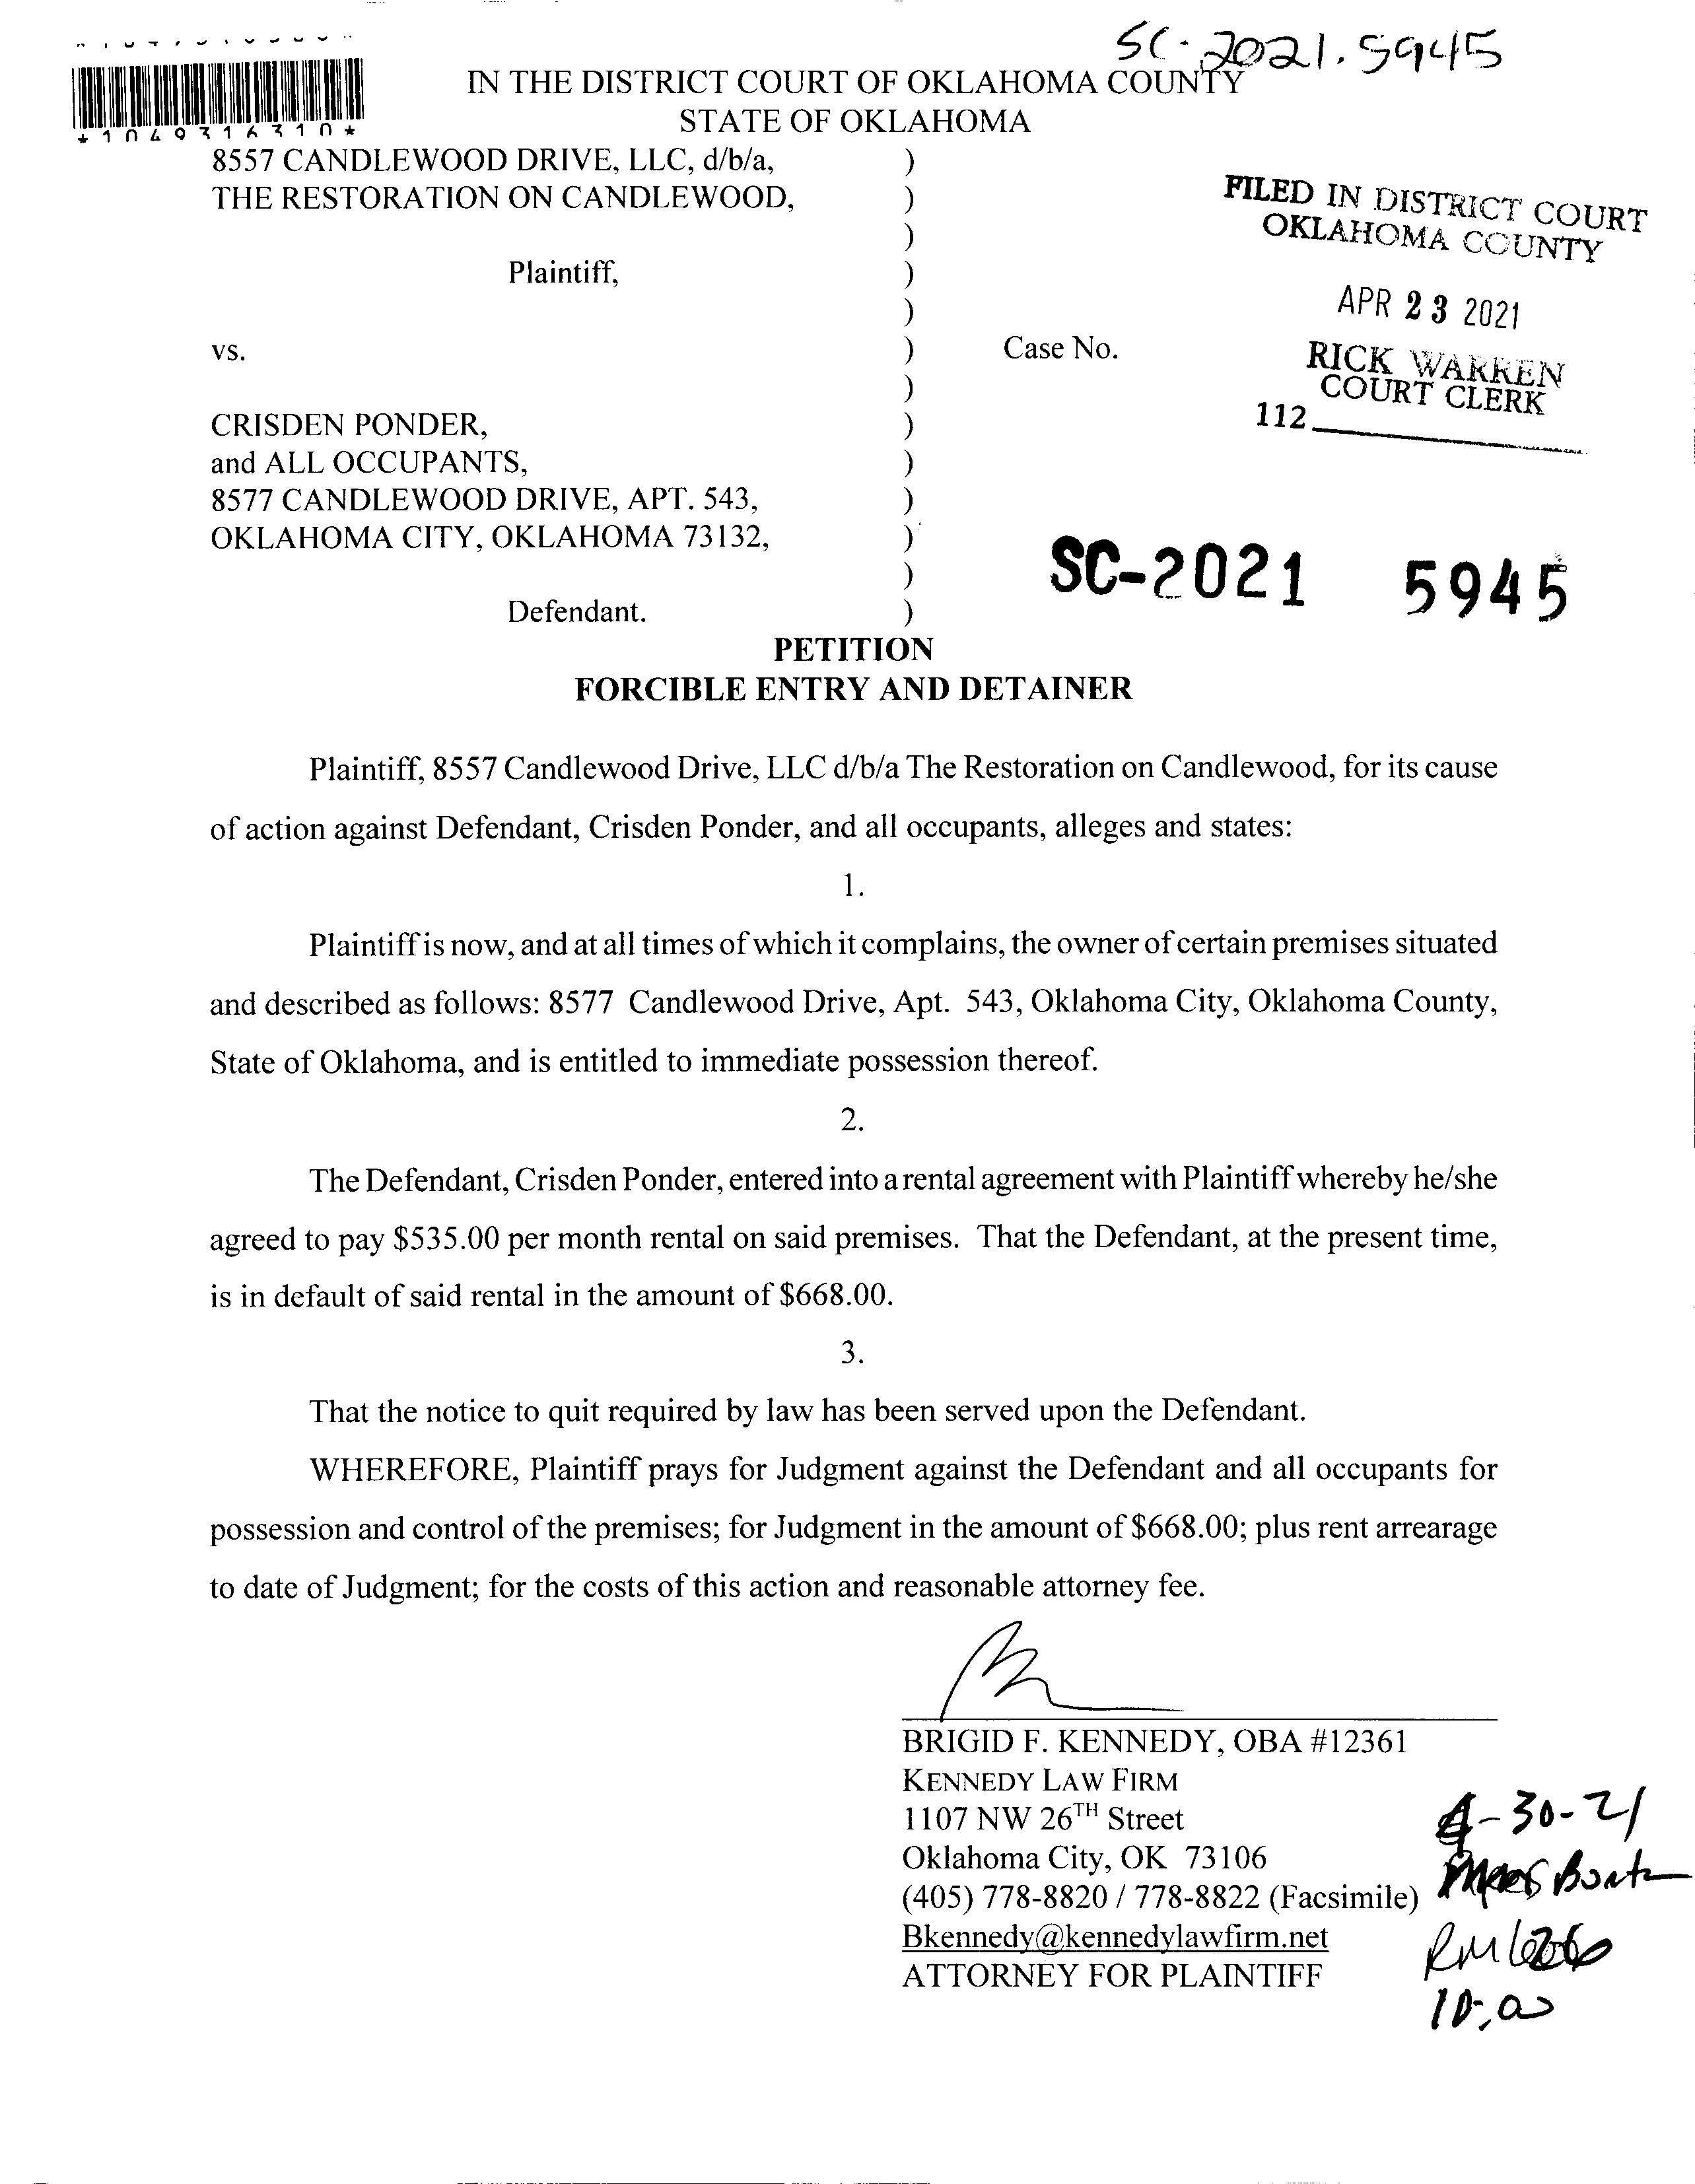 SC-2021.5945
*1049316310*
IN THE DISTRICT COURT OF OKLAHOMA COUNTY
STATE OF OKLAHOMA
8557 CANDLEWOOD DRIVE, LLC, d/b/a, )
THE RESTORATION ON CANDLEWOOD, )
)
Plaintiff, )
)
vs. ) Case No.
)
CRISDEN PONDER, )
and ALL OCCUPANTS, )
8577 CANDLEWOOD DRIVE, APT. 543, )
OKLAHOMA CITY, OKLAHOMA 73132, )
)
Defendant. )
FILED IN DISTRICT COURT
OKLAHOMA COUNTY
APR 23 2021
RICK WARREN
COURT CLERK
112
SC-2021 5945
PETITION
FORCIBLE ENTRY AND DETAINER
Plaintiff, 8557 Candlewood Drive, LLC d/b/a The Restoration on Candlewood, for its cause
of action against Defendant, Crisden Ponder, and all occupants, alleges and states:
1.
Plaintiff is now, and at all times of which it complains, the owner of certain premises situated
and described as follows: 8577 Candlewood Drive, Apt. 543, Oklahoma City, Oklahoma County,
State of Oklahoma, and is entitled to immediate possession thereof.
2.
The Defendant, Crisden Ponder, entered into a rental agreement with Plaintiff whereby he/she
agreed to pay $535.00 per month rental on said premises. That the Defendant, at the present time,
is in default of said rental in the amount of $668.00.
3.
That the notice to quit required by law has been served upon the Defendant.
WHEREFORE, Plaintiff prays for Judgment against the Defendant and all occupants for
possession and control of the premises; for Judgment in the amount of $668.00; plus rent arrearage
to date of Judgment; for the costs of this action and reasonable attorney fee.
BRIGID F. KENNEDY, OBA #12361
KENNEDY LAW FIRM
1107 NW 26TH Street
Oklahoma City, OK 73106
(405) 778-8820 / 778-8822 (Facsimile)
Bkennedy@kennedylawfirm.net
ATTORNEY FOR PLAINTIFF
4-30-21